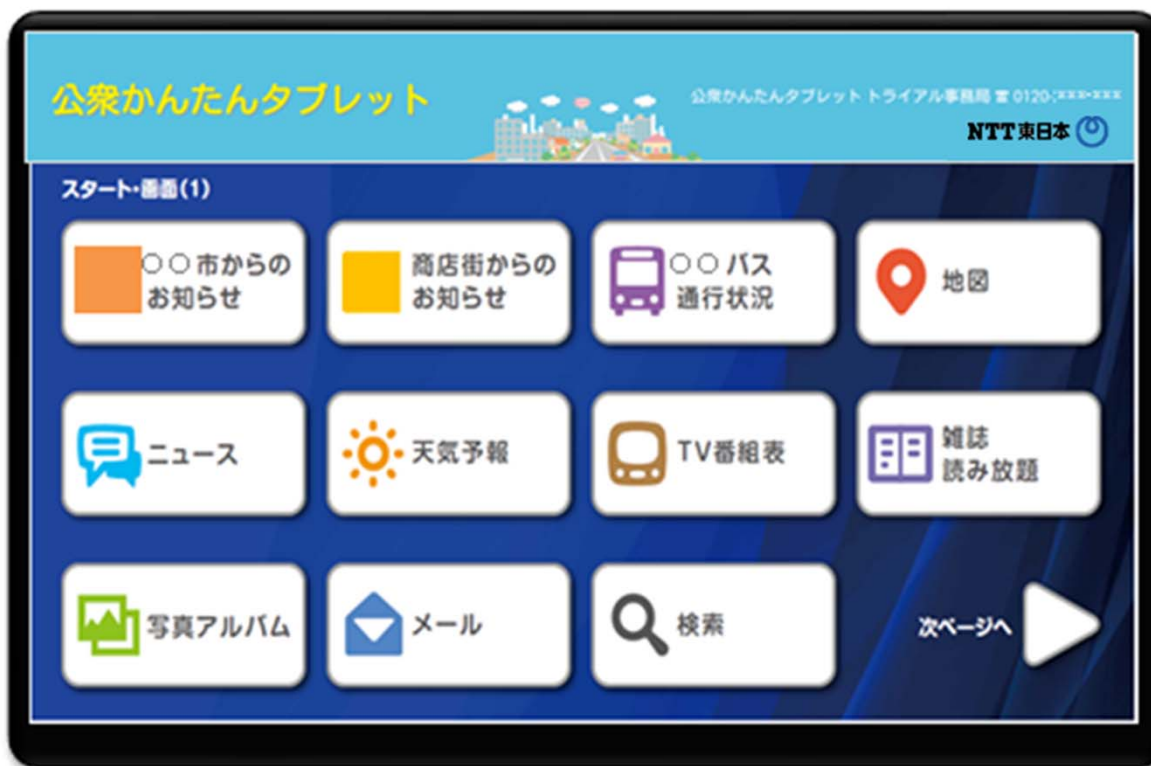 公衆かんたんタブレット
公衆かんたんタブレット トライアル事務局 ☎ 0120-xxx-xxx
NTT東日本
スタート・画面(1)
○○市からの
お知らせ
商店街からの
お知らせ
○○バス
通行状況
地図
ニュース
天気予報
TV番組表
雑誌
読み放題
写真アルバム
メール
検索
次ページへ